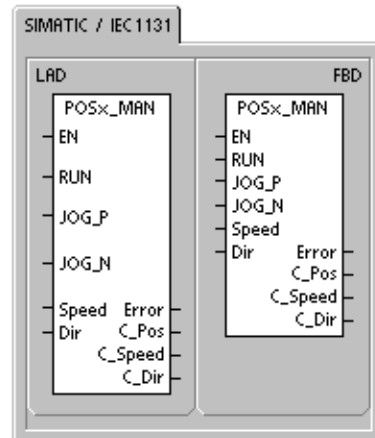 SIMATIC / IEC1131
LAD
POSx_MAN
EN
RUN
JOG_P
JOG_N
Speed Error
Dir C_Pos
C_Speed
C_Dir
FBD
POSx_MAN
EN
RUN
JOG_P
JOG_N
Speed
Dir Error
C_Pos
C_Speed
C_Dir